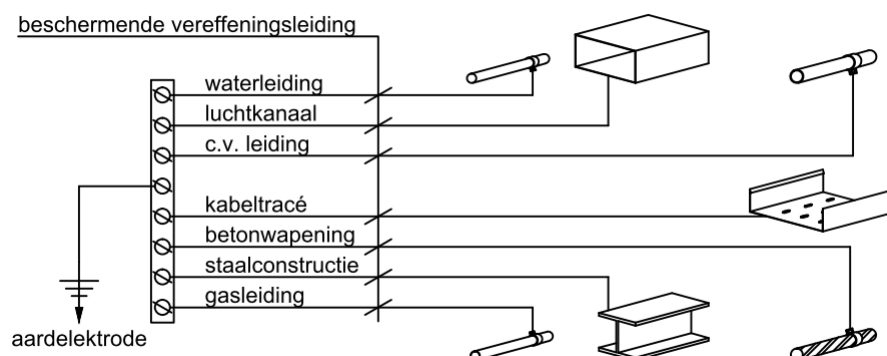 beschermende vereffeningsleiding
waterleiding
luchtkanaal
c.v. leiding
kabeltracé
betonwapening
staalconstructie
gasleiding
aardelektrode